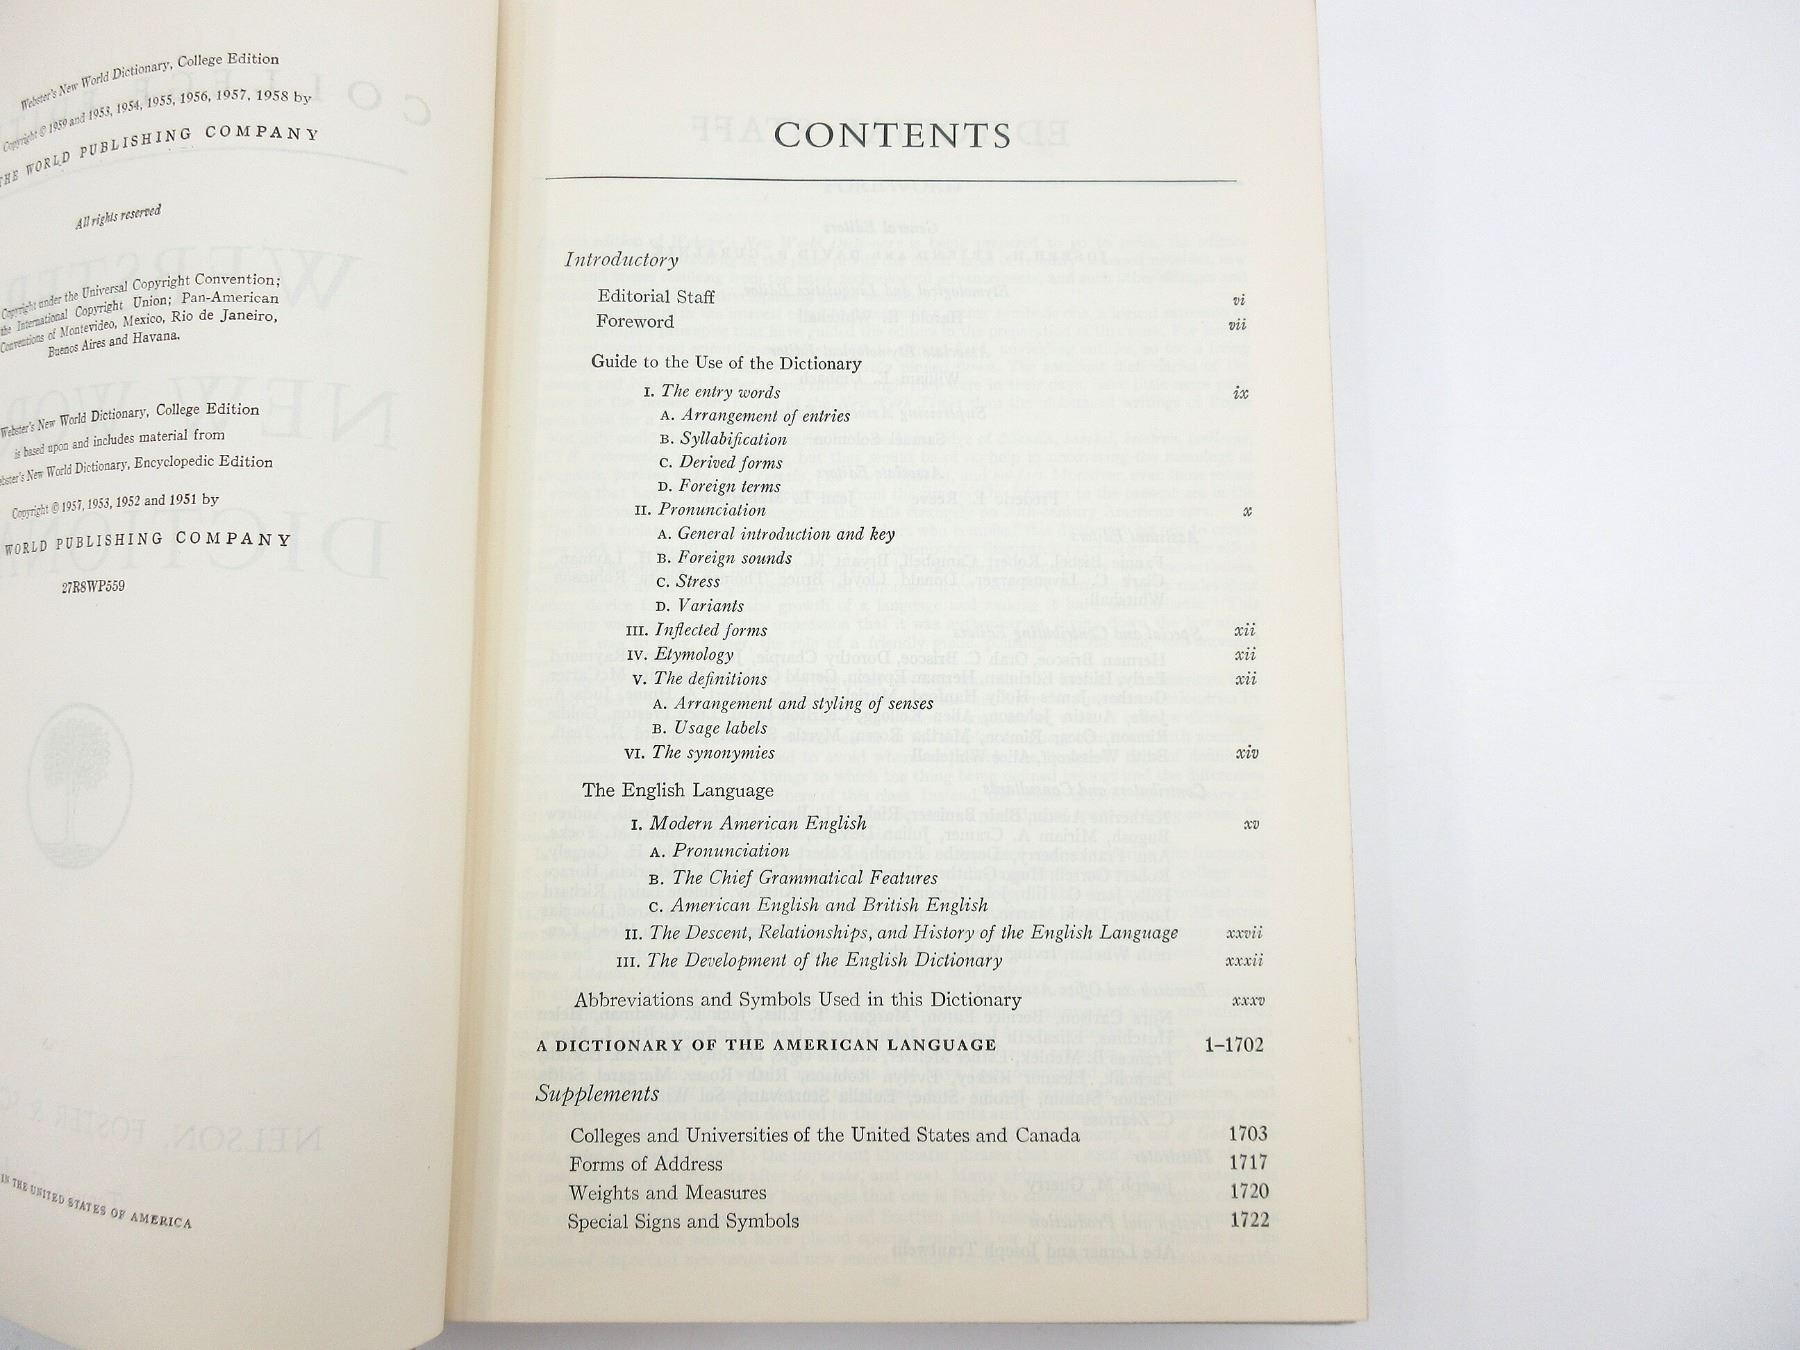 Webster's New World Dictionary, College Edition
Copyright © 1959 and 1953, 1954, 1955, 1956, 1957, 1958 by
THE WORLD PUBLISHING COMPANY
All rights reserved
Copyright under the Universal Copyright Convention;
the International Copyright Union; Pan-American
Conventions of Montevideo, Mexico, Rio de Janeiro,
Buenos Aires and Havana.
Webster's New World Dictionary, College Edition
is based upon and includes material from
Webster's New World Dictionary, Encyclopedic Edition
Copyright © 1957, 1953, 1952 and 1951 by
WORLD PUBLISHING COMPANY
27R8WP559
IN THE UNITED STATES OF AMERICA
CONTENTS
Introductory
Editorial Staff vi
Foreword vii
Guide to the Use of the Dictionary
I. The entry words ix
A. Arrangement of entries
B. Syllabification
C. Derived forms
D. Foreign terms
II. Pronunciation x
A. General introduction and key
B. Foreign sounds
C. Stress
D. Variants
III. Inflected forms xii
IV. Etymology xii
V. The definitions xii
A. Arrangement and styling of senses
B. Usage labels
VI. The synonymies xiv
The English Language
I. Modern American English xv
A. Pronunciation
B. The Chief Grammatical Features
C. American English and British English
II. The Descent, Relationships, and History of the English Language xxvii
III. The Development of the English Dictionary xxxii
Abbreviations and Symbols Used in this Dictionary xxxv
A DICTIONARY OF THE AMERICAN LANGUAGE 1–1702
Supplements
Colleges and Universities of the United States and Canada 1703
Forms of Address 1717
Weights and Measures 1720
Special Signs and Symbols 1722